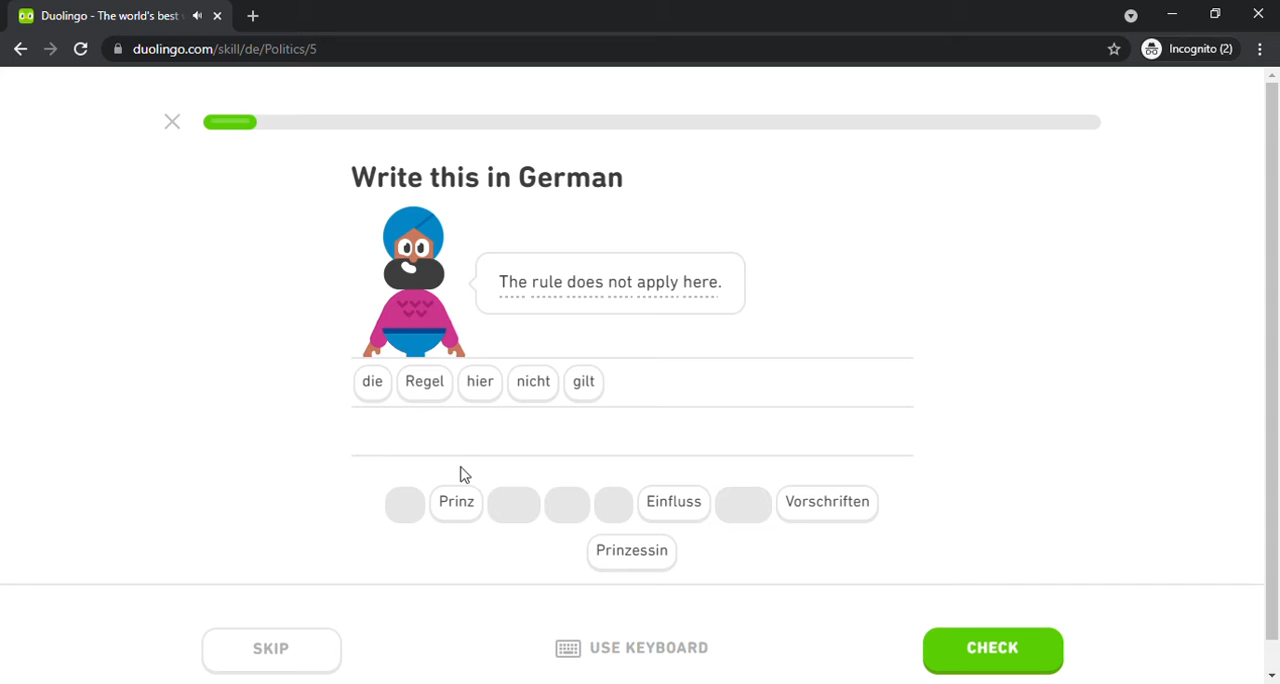 Duolingo - The world's best
duolingo.com/skill/de/Politics/5
Incognito (2)
Write this in German
The rule does not apply here.
die Regel hier nicht gilt
Prinz Einfluss Vorschriften
Prinzessin
SKIP USE KEYBOARD CHECK